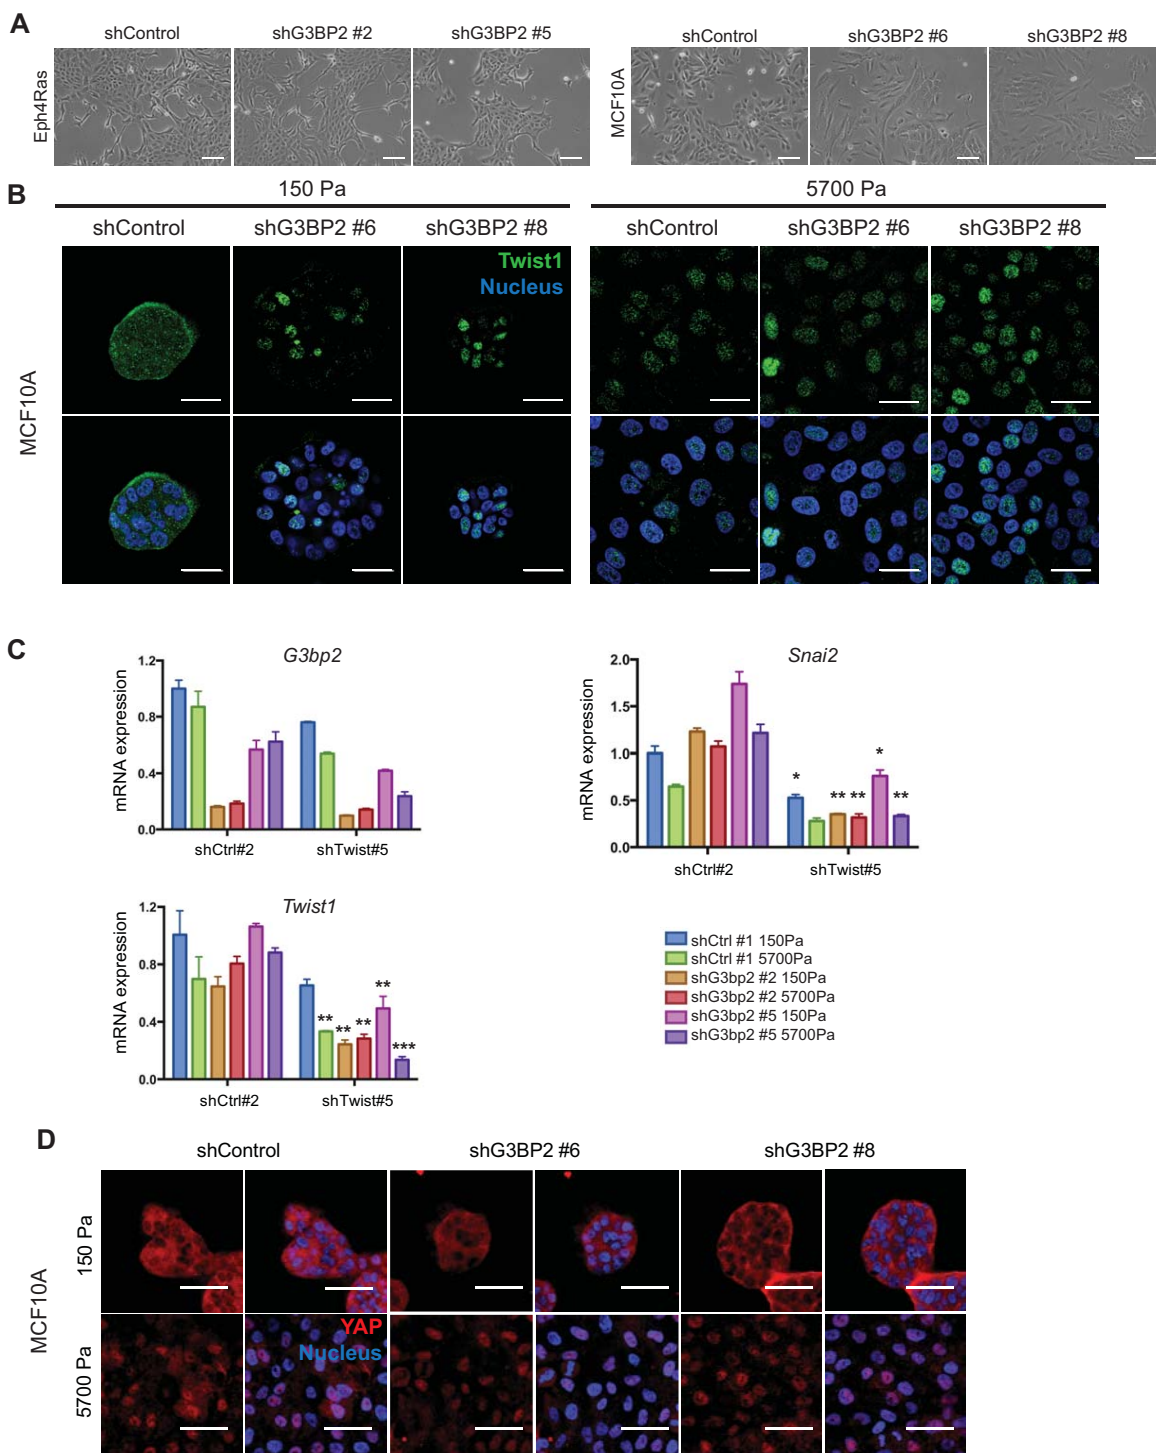 A
shControl
shG3BP2 #2
shG3BP2 #5
shControl
shG3BP2 #6
shG3BP2 #8
Eph4Ras
MCF10A
B
150 Pa
5700 Pa
shControl
shG3BP2 #6
shG3BP2 #8
shControl
shG3BP2 #6
shG3BP2 #8
Twist1
Nucleus
MCF10A
C
G3bp2
mRNA expression
1.2
0.8
0.4
0.0
shCtrl#2
shTwist#5
Snai2
mRNA expression
2.0
1.5
1.0
0.5
0.0
* ** ** * **
shCtrl#2
shTwist#5
Twist1
mRNA expression
1.2
0.8
0.4
0.0
** ** ** ** ***
shCtrl#2
shTwist#5
shCtrl #1 150Pa
shCtrl #1 5700Pa
shG3bp2 #2 150Pa
shG3bp2 #2 5700Pa
shG3bp2 #5 150Pa
shG3bp2 #5 5700Pa
D
shControl
shG3BP2 #6
shG3BP2 #8
MCF10A
150 Pa
5700 Pa
YAP
Nucleus